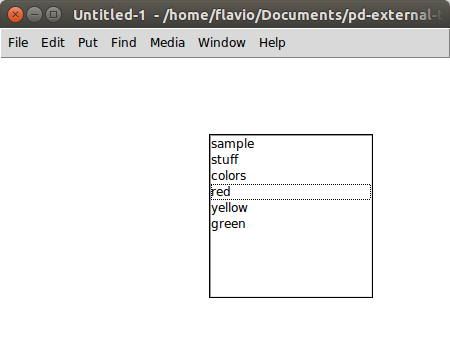 Untitled-1 - /home/flavio/Documents/pd-external-
File Edit Put Find Media Window Help
sample
stuff
colors
red
yellow
green